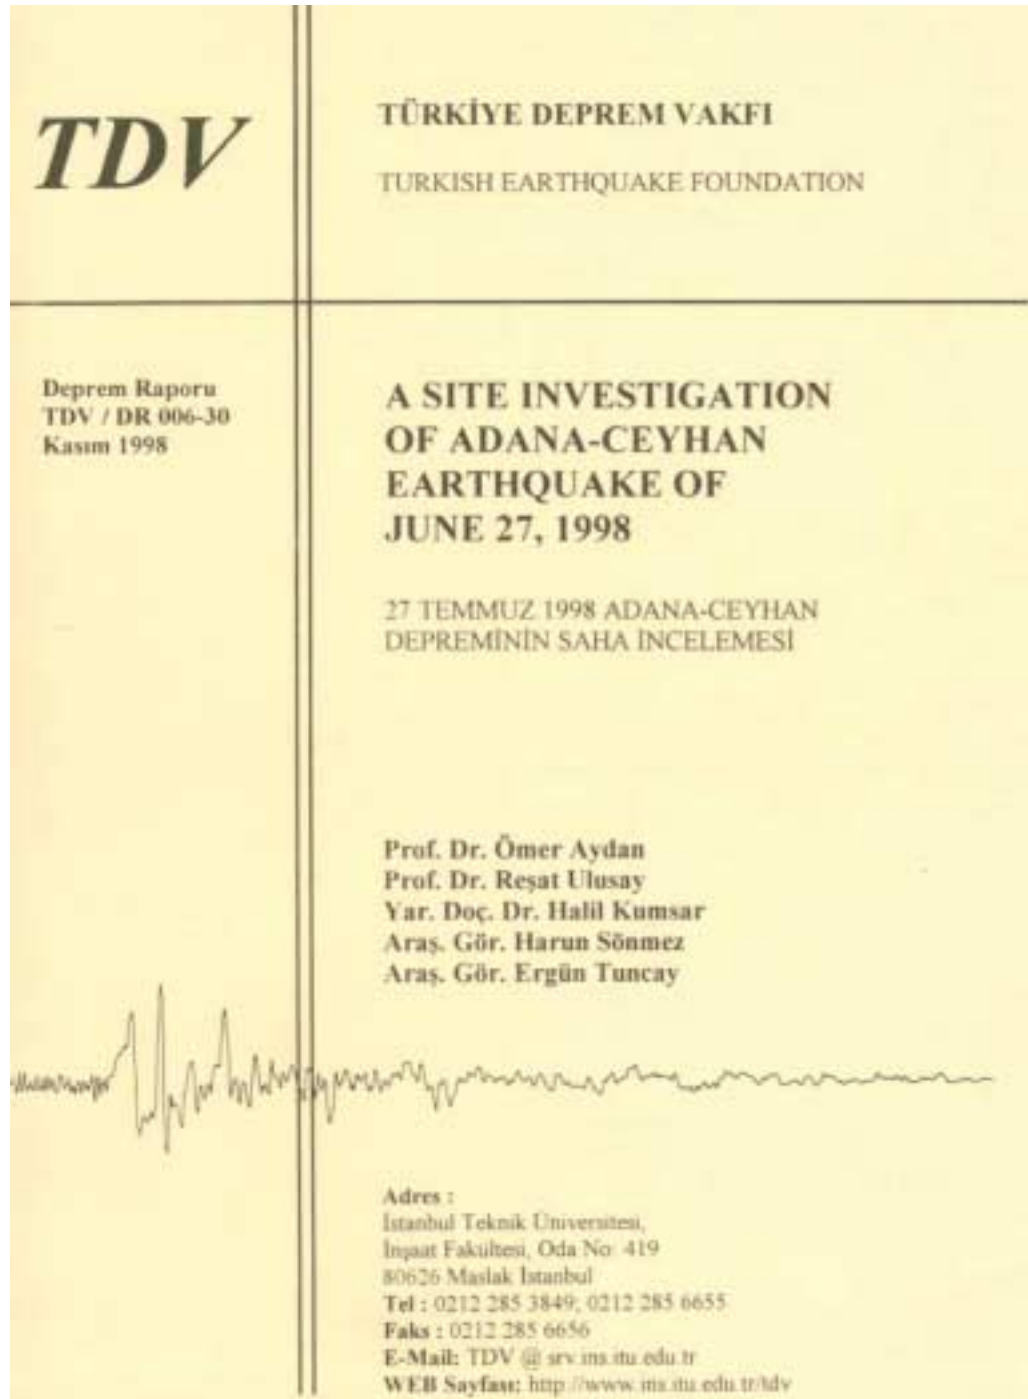 TDV
TÜRKİYE DEPREM VAKFI
TURKISH EARTHQUAKE FOUNDATION
Deprem Raporu
TDV / DR 006-30
Kasım 1998
A SITE INVESTIGATION
OF ADANA-CEYHAN
EARTHQUAKE OF
JUNE 27, 1998
27 TEMMUZ 1998 ADANA-CEYHAN
DEPREMİNİN SAHA İNCELEMESİ
Prof. Dr. Ömer Aydan
Prof. Dr. Reşat Ulusay
Yar. Doç. Dr. Halil Kumsar
Araş. Gör. Harun Sönmez
Araş. Gör. Ergün Tuncay
Adres :
İstanbul Teknik Üniversitesi,
İnşaat Fakültesi, Oda No: 419
80626 Maslak İstanbul
Tel : 0212 285 3849; 0212 285 6655
Faks : 0212 285 6656
E-Mail: TDV @ srv.ins.itu.edu.tr
WEB Sayfası: http://www.ins.itu.edu.tr/tdv